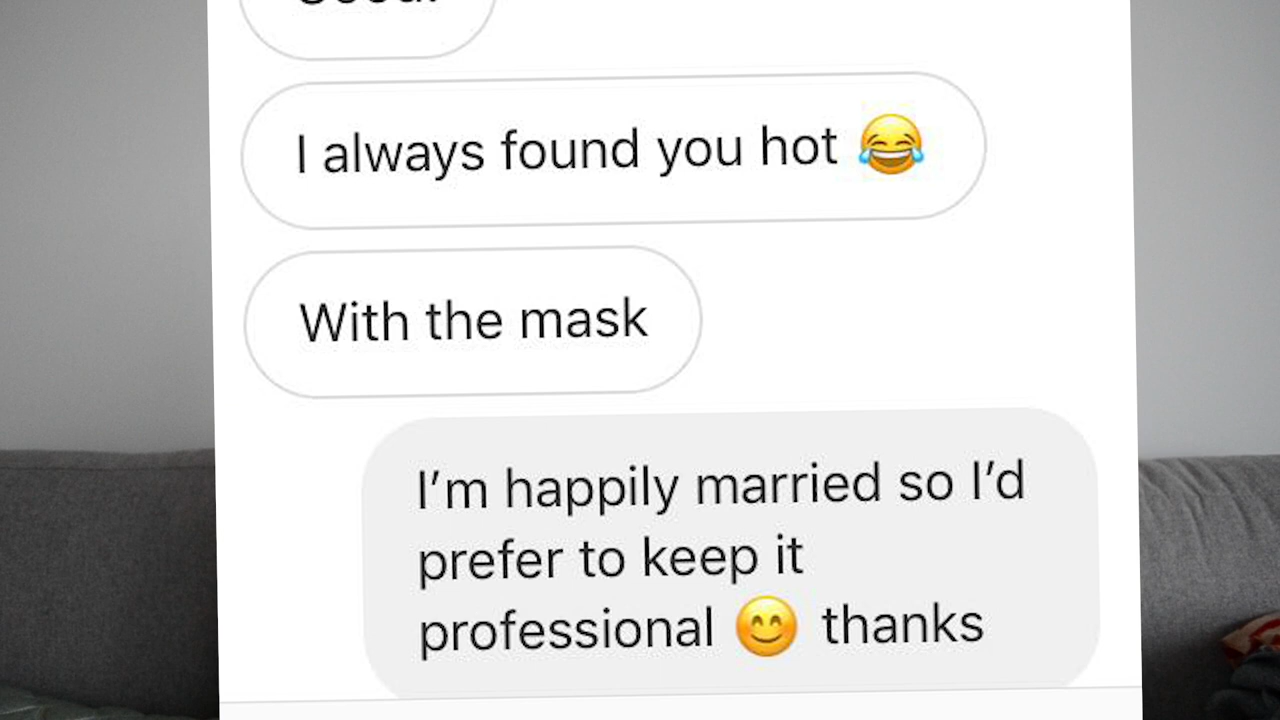 I always found you hot 😂
With the mask
I'm happily married so I'd
prefer to keep it
professional 😊 thanks